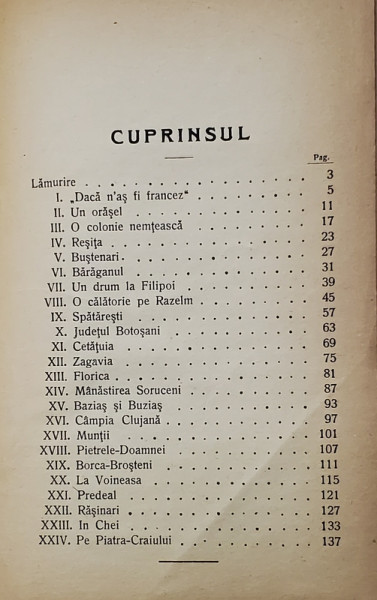 CUPRINSUL
Pag.
Lămurire . . . . . . . . . . . . . . . . . 3
I. „Dacă n'aş fi francez" . . . . . . . . . 5
II. Un orăşel . . . . . . . . . . . . . . 11
III. O colonie nemţească . . . . . . . . . 17
IV. Reşiţa . . . . . . . . . . . . . . . 23
V. Buştenari . . . . . . . . . . . . . . 27
VI. Bărăganul . . . . . . . . . . . . . . 31
VII. Un drum la Filipoi . . . . . . . . . . 39
VIII. O călătorie pe Razelm . . . . . . . . 45
IX. Spătăreşti . . . . . . . . . . . . . 57
X. Judeţul Botoşani . . . . . . . . . . . 63
XI. Cetăţuia . . . . . . . . . . . . . . 69
XII. Zagavia . . . . . . . . . . . . . . 75
XIII. Florica . . . . . . . . . . . . . . 81
XIV. Mânăstirea Soruceni . . . . . . . . . 87
XV. Baziaş şi Buziaş . . . . . . . . . . . 93
XVI. Câmpia Clujană . . . . . . . . . . . 97
XVII. Munţii . . . . . . . . . . . . . . 101
XVIII. Pietrele-Doamnei . . . . . . . . . . 107
XIX. Borca-Broşteni . . . . . . . . . . . 111
XX. La Voineasa . . . . . . . . . . . . 115
XXI. Predeal . . . . . . . . . . . . . . 121
XXII. Răşinari . . . . . . . . . . . . . 127
XXIII. In Chei . . . . . . . . . . . . . 133
XXIV. Pe Piatra-Craiului . . . . . . . . . 137